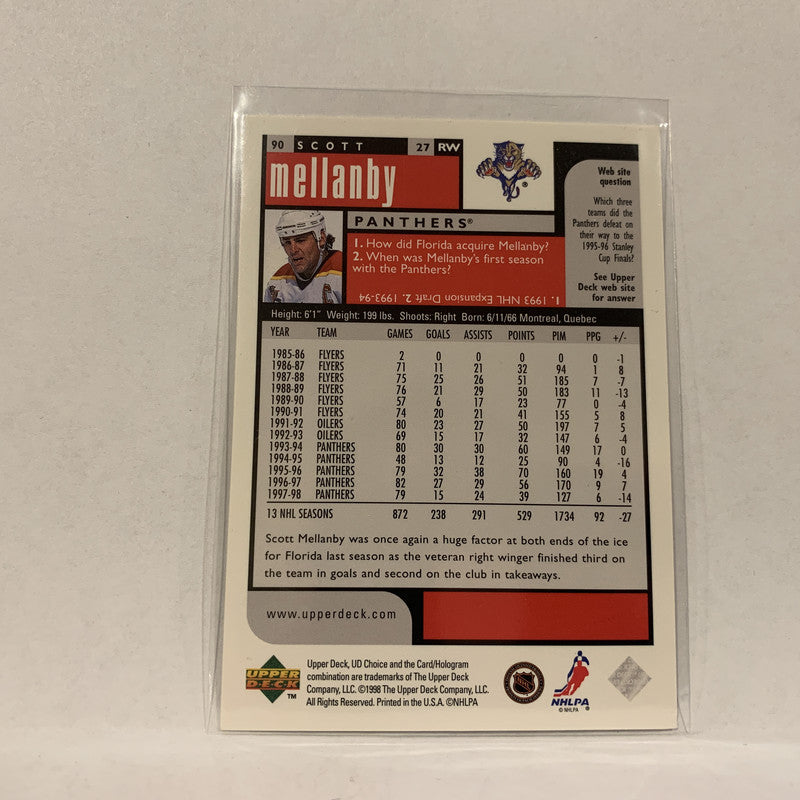 90 SCOTT 27 RW
mellanby
PANTHERS®
1. How did Florida acquire Mellanby?
2. When was Mellanby's first season
with the Panthers?
1. 1993 NHL Expansion Draft 2. 1993-94
Web site
question
Which three
teams did the
Panthers defeat on
their way to the
1995-96 Stanley
Cup Finals?
See Upper
Deck web site
for answer
Height: 6'1" Weight: 199 lbs. Shoots: Right Born: 6/11/66 Montreal, Quebec
YEAR TEAM GAMES GOALS ASSISTS POINTS PIM PPG +/-
1985-86 FLYERS 2 0 0 0 0 0 -1
1986-87 FLYERS 71 11 21 32 94 1 8
1987-88 FLYERS 75 25 26 51 185 7 -7
1988-89 FLYERS 76 21 29 50 183 11 -13
1989-90 FLYERS 57 6 17 23 77 0 -4
1990-91 FLYERS 74 20 21 41 155 5 8
1991-92 OILERS 80 23 27 50 197 7 5
1992-93 OILERS 69 15 17 32 147 6 -4
1993-94 PANTHERS 80 30 30 60 149 17 0
1994-95 PANTHERS 48 13 12 25 90 4 -16
1995-96 PANTHERS 79 32 38 70 160 19 4
1996-97 PANTHERS 82 27 29 56 170 9 7
1997-98 PANTHERS 79 15 24 39 127 6 -14
13 NHL SEASONS 872 238 291 529 1734 92 -27
Scott Mellanby was once again a huge factor at both ends of the ice
for Florida last season as the veteran right winger finished third on
the team in goals and second on the club in takeaways.
www.upperdeck.com
UPPER
DECK
™
Upper Deck, UD Choice and the Card/Hologram
combination are trademarks of The Upper Deck
Company, LLC. ©1998 The Upper Deck Company, LLC.
All Rights Reserved. Printed in the U.S.A. ©NHLPA
NHL
NHLPA
© NHLPA